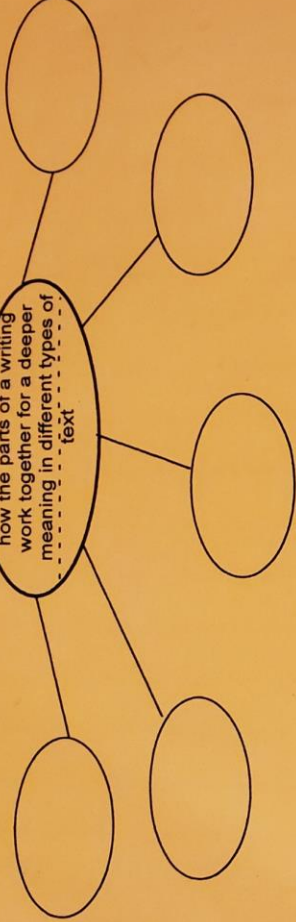 how the parts of a writing
work together for a deeper
meaning in different types of
text